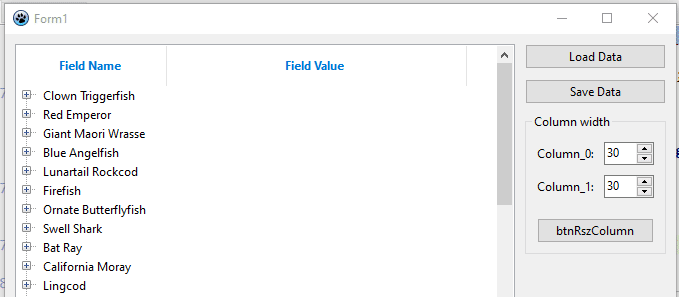 Form1
Field Name Field Value
Clown Triggerfish
Red Emperor
Giant Maori Wrasse
Blue Angelfish
Lunartail Rockcod
Firefish
Ornate Butterflyfish
Swell Shark
Bat Ray
California Moray
Lingcod
Load Data
Save Data
Column width
Column_0: 30
Column_1: 30
btnRszColumn